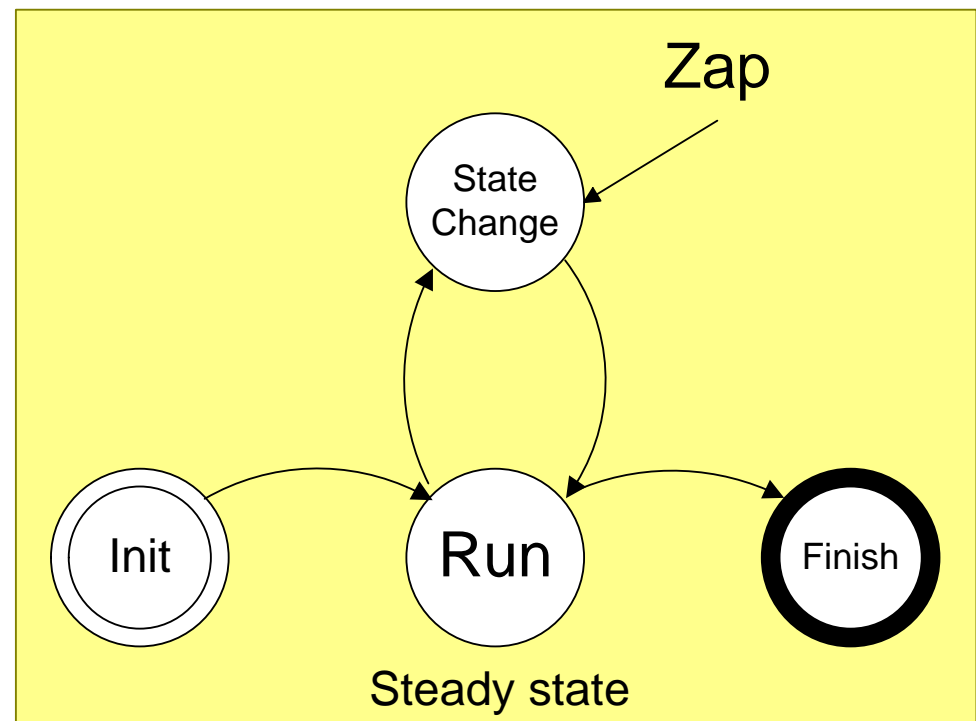 Zap
State
Change
Init
Run
Finish
Steady state